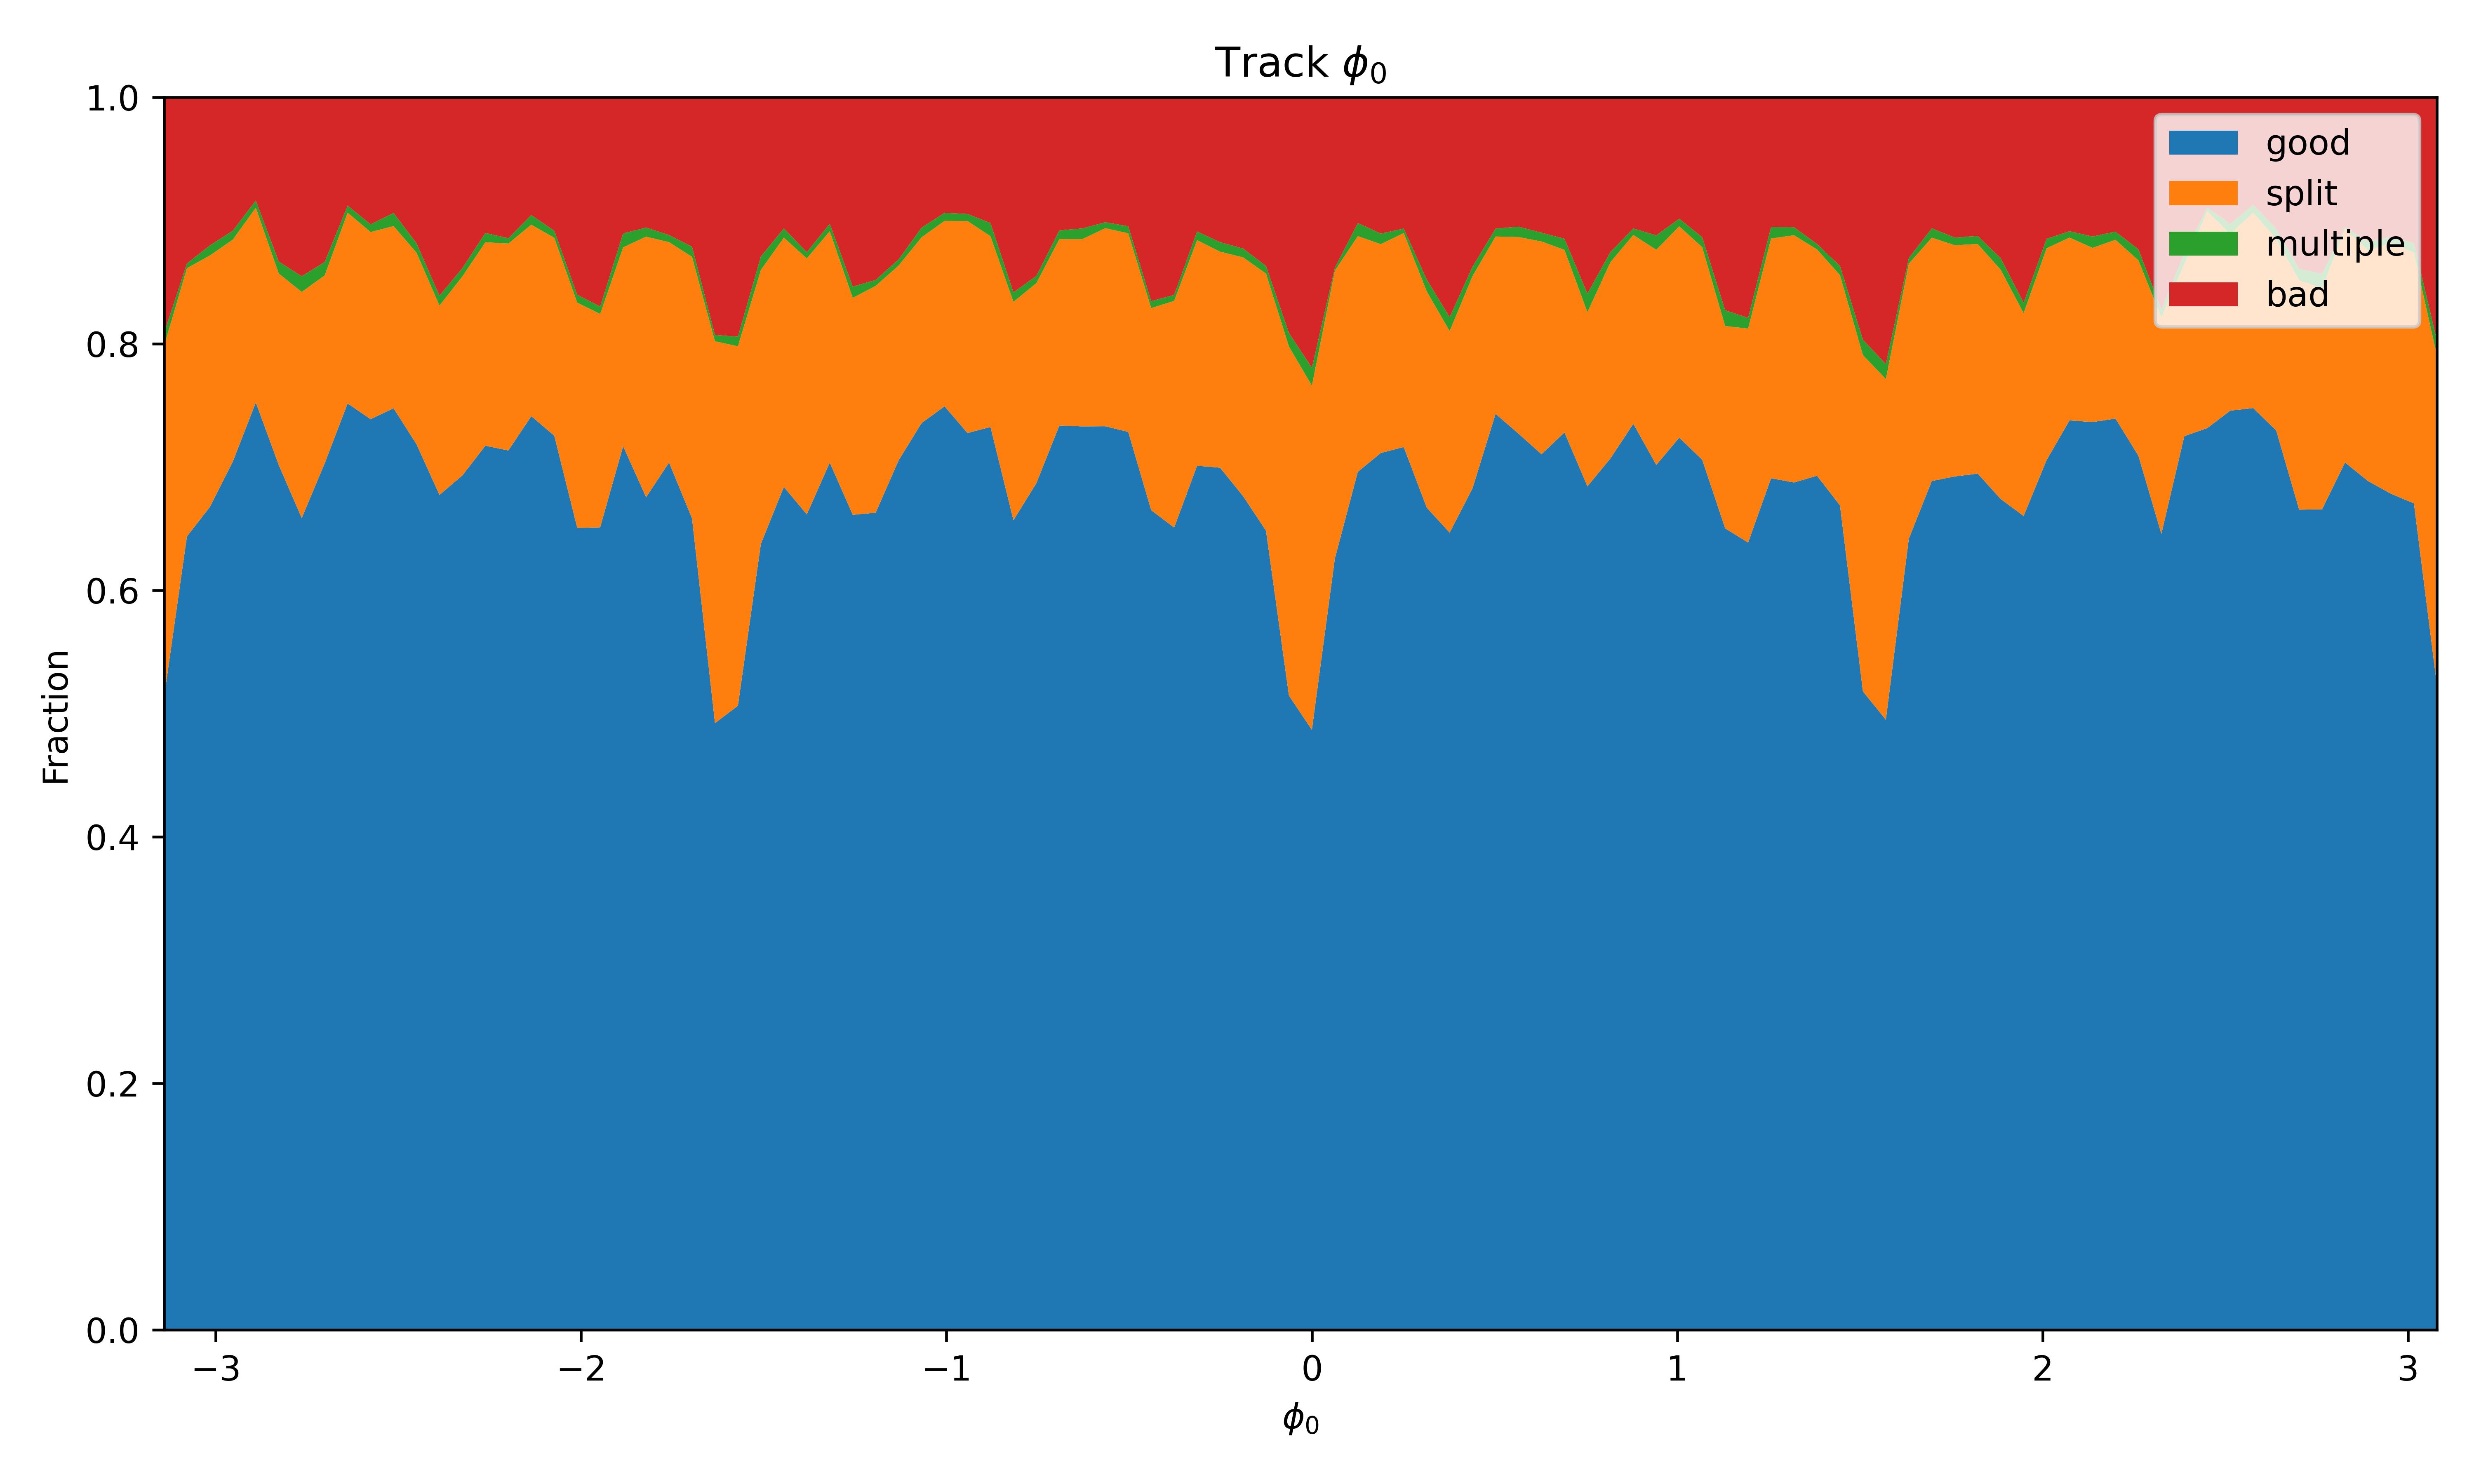 Track ϕ₀
1.0
0.8
0.6
0.4
0.2
0.0
Fraction
good
split
multiple
bad
−3 −2 −1 0 1 2 3
ϕ₀